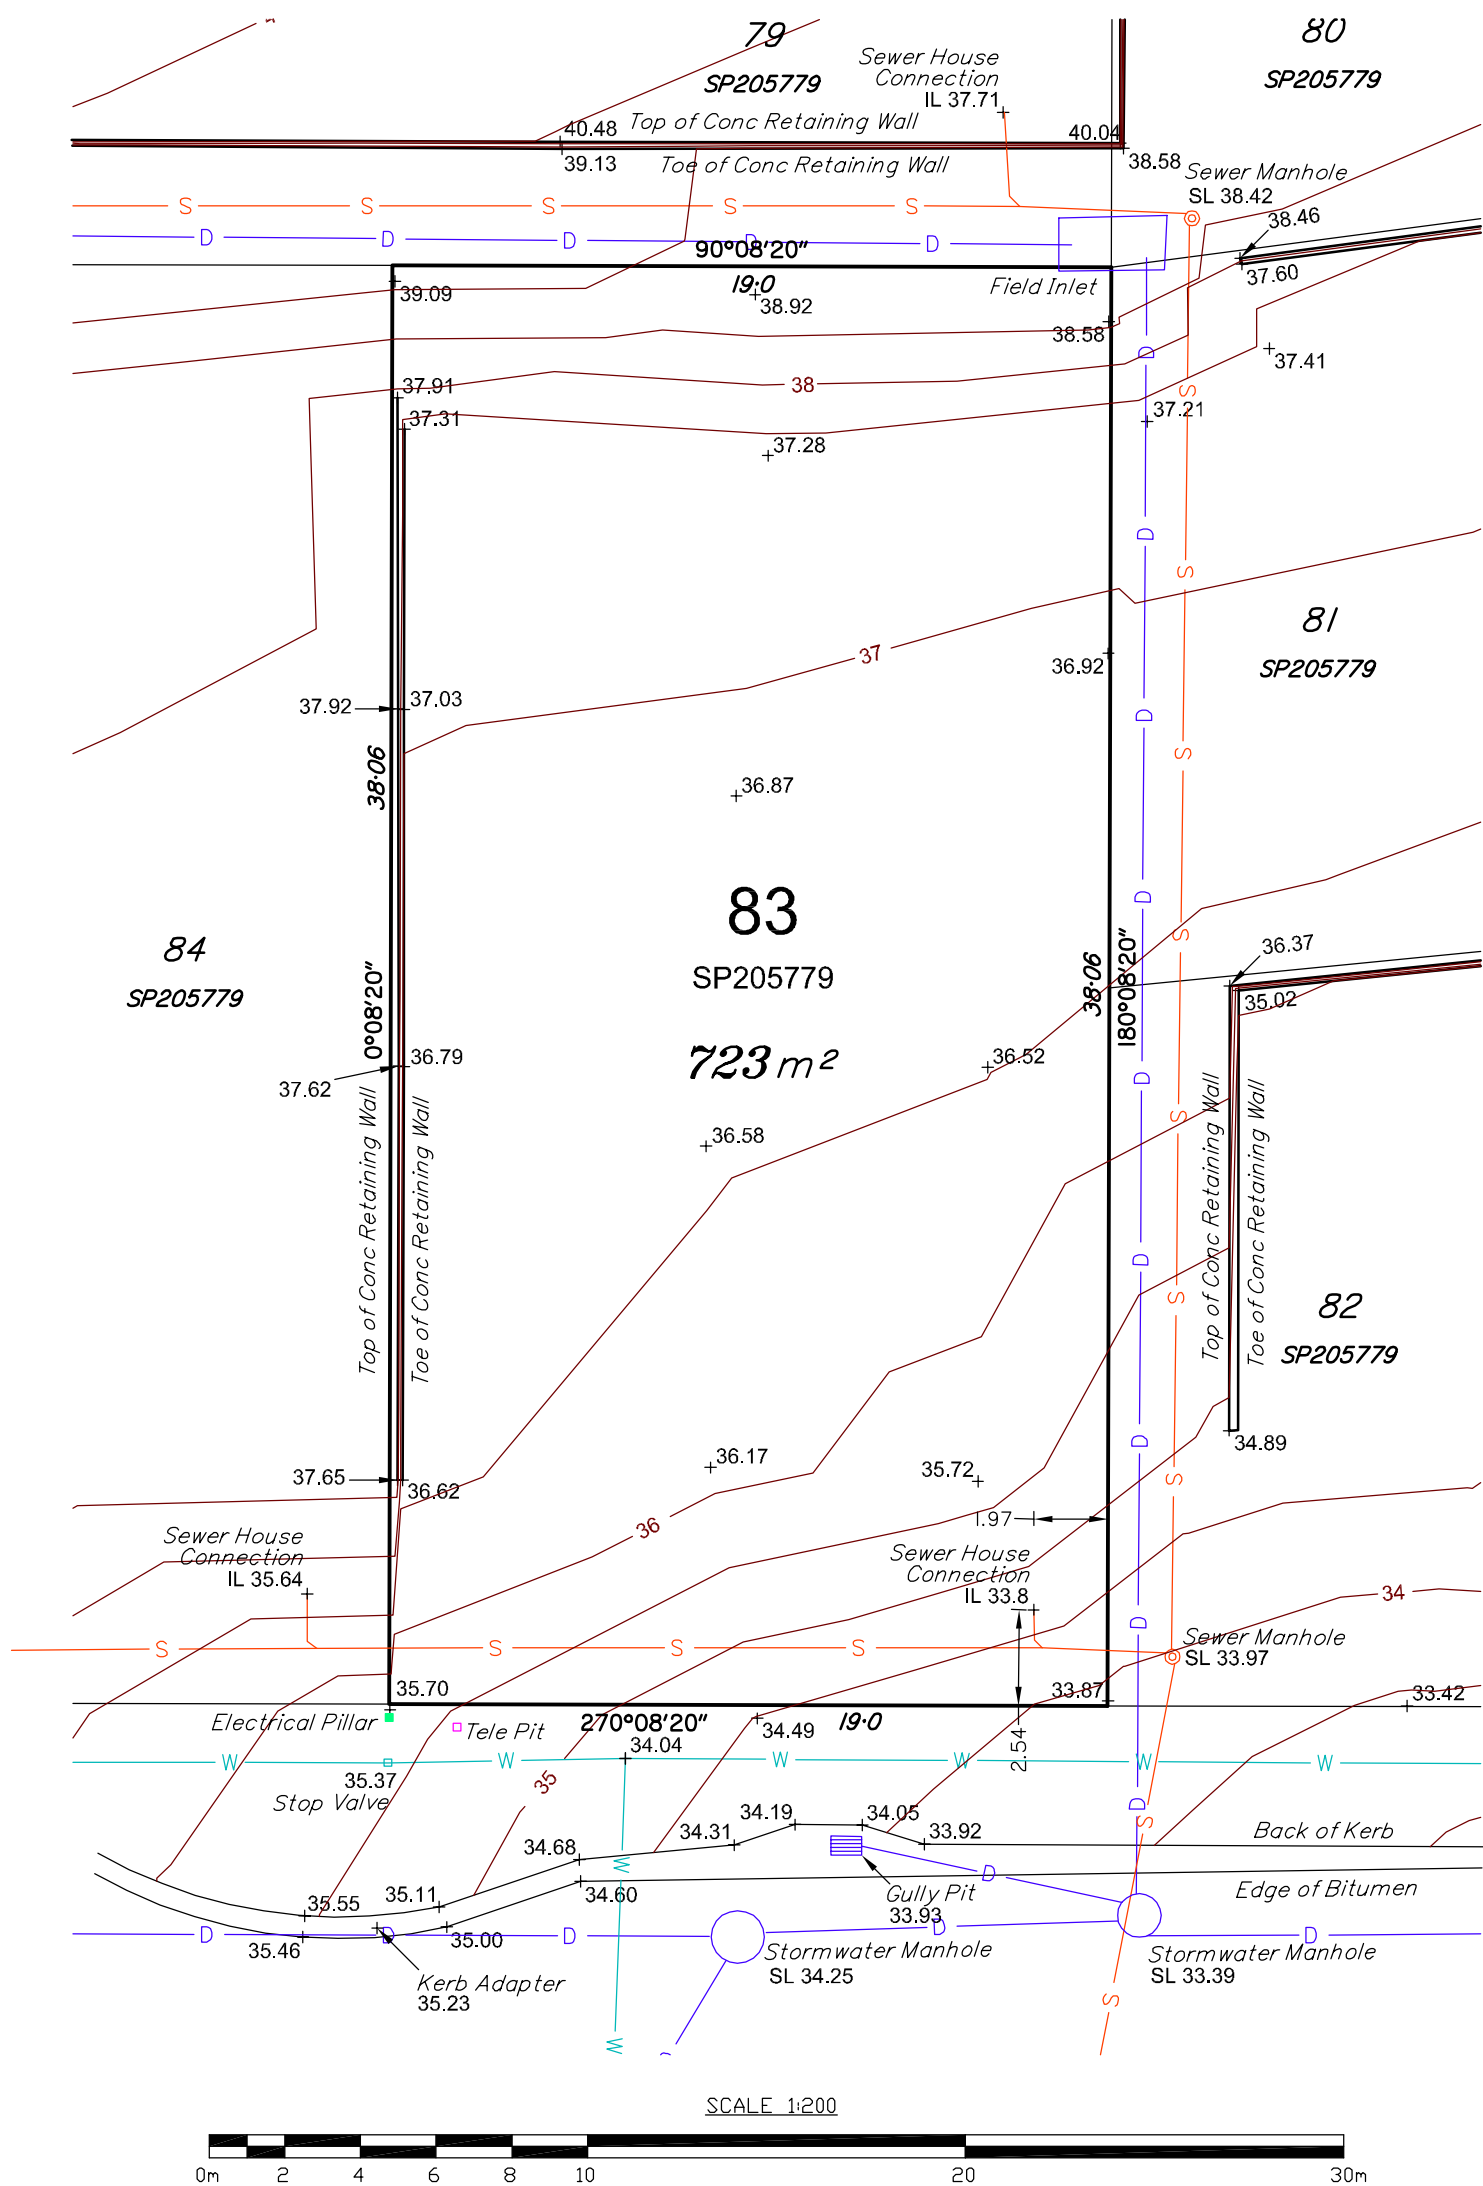 79
SP205779
80
SP205779
Sewer House
Connection
IL 37.71
40.48
Top of Conc Retaining Wall
40.04
39.13
Toe of Conc Retaining Wall
38.58
Sewer Manhole
SL 38.42
38.46
S S S S S
D D D D D
90°08'20"
19·0
39.09
38.92
Field Inlet
37.60
38.58
37.41
D
37.91
38
S
37.31
37.21
37.28
D
S
81
SP205779
37
36.92
37.92
37.03
D
S
38·06
36.87
83
SP205779
723 m²
D
S
84
SP205779
0°08'20"
38·06
180°08'20"
36.37
35.02
36.79
36.52
37.62
D
S
36.58
Top of Conc Retaining Wall
Toe of Conc Retaining Wall
Top of Conc Retaining Wall
Toe of Conc Retaining Wall
D
S
82
SP205779
D
S
34.89
36.17
35.72
37.65
36.62
36
1.97
Sewer House
Connection
IL 35.64
Sewer House
Connection
IL 33.8
34
D
S S S S
Sewer Manhole
SL 33.97
35.70
33.87
33.42
Electrical Pillar
Tele Pit
270°08'20"
19·0
34.49
2.54
34.04
W W W W W W
35.37
Stop Valve
35
D
S
34.19
34.05
34.31
33.92
Back of Kerb
34.68
W
35.55
35.11
34.60
Gully Pit
33.93
D
Edge of Bitumen
D D D D D
35.46
35.00
Stormwater Manhole
SL 34.25
Stormwater Manhole
SL 33.39
Kerb Adapter
35.23
S
W
SCALE 1:200
0m 2 4 6 8 10 20 30m